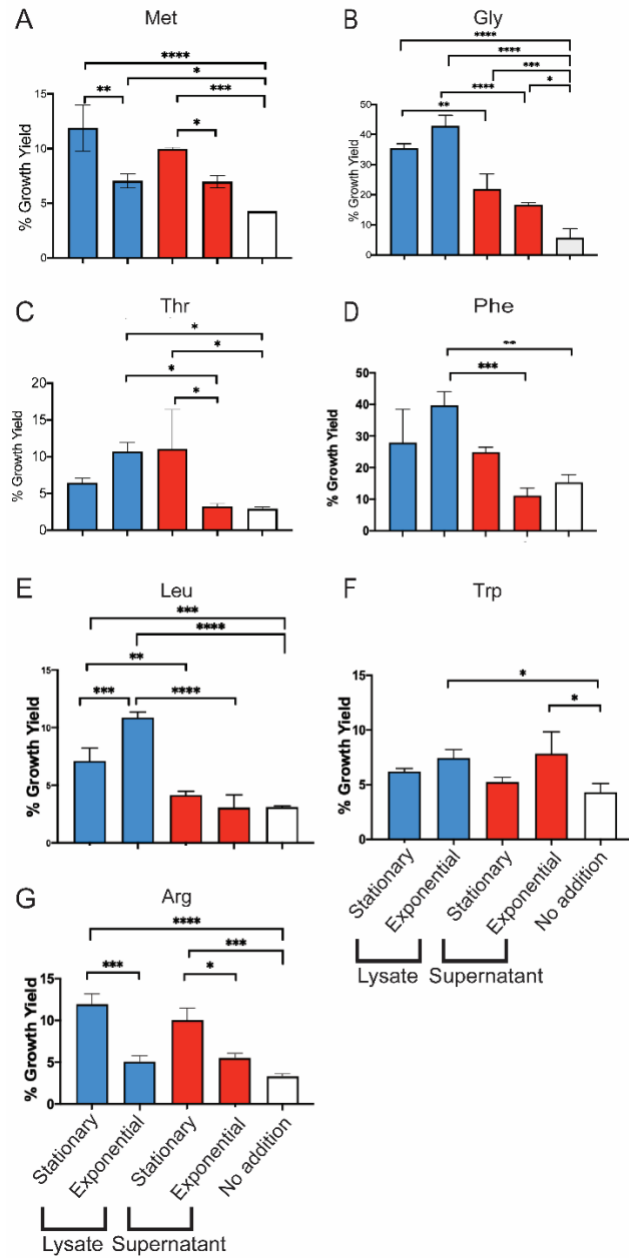 A
Met
****
*
**
***
*
% Growth Yield
15
10
5
0
B
Gly
****
****
***
****
*
**
% Growth Yield
50
40
30
20
10
0
C
Thr
*
*
*
*
% Growth Yield
20
15
10
5
0
D
Phe
**
***
% Growth Yield
50
40
30
20
10
0
E
Leu
***
****
**
***
****
% Growth Yield
15
10
5
0
F
Trp
*
*
% Growth Yield
15
10
5
0
Stationary
Exponential
Stationary
Exponential
No addition
Lysate Supernatant
G
Arg
****
***
***
*
% Growth Yield
15
10
5
0
Stationary
Exponential
Stationary
Exponential
No addition
Lysate Supernatant